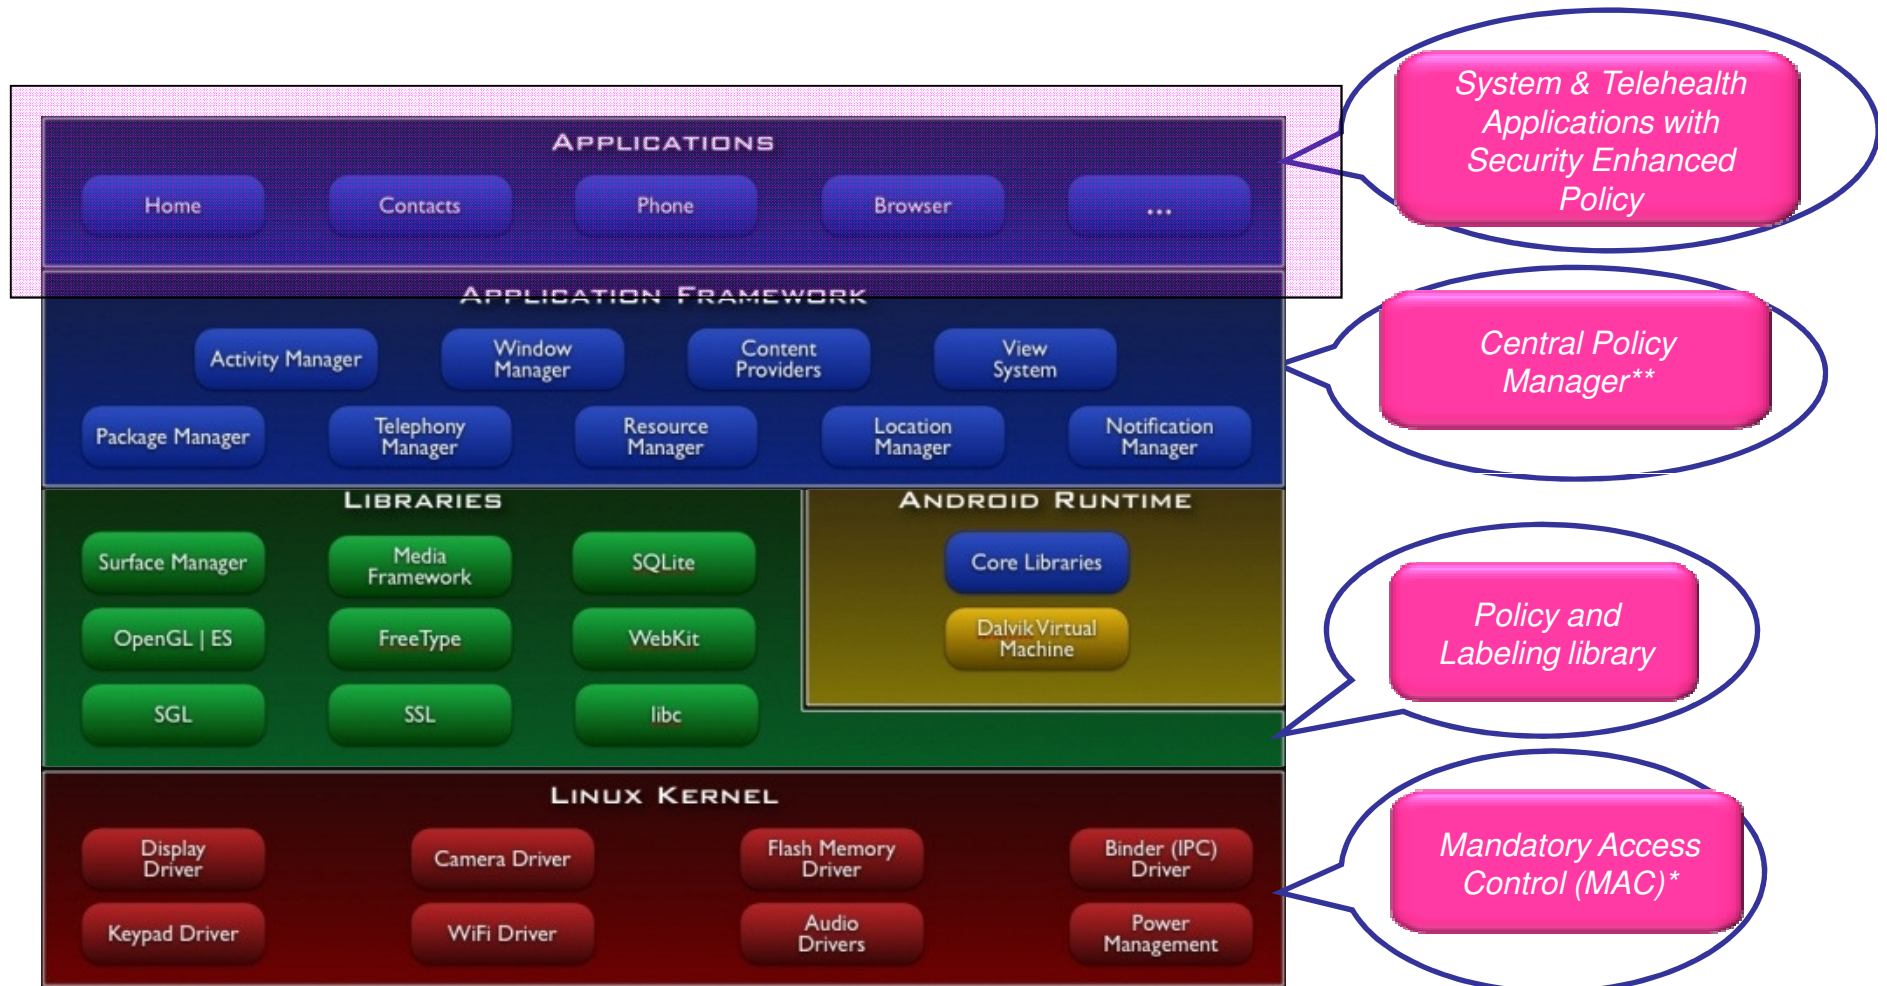 System & Telehealth
Applications with
Security Enhanced
Policy
APPLICATIONS
Home
Contacts
Phone
Browser
...
APPLICATION FRAMEWORK
Activity Manager
Window
Manager
Content
Providers
View
System
Central Policy
Manager**
Package Manager
Telephony
Manager
Resource
Manager
Location
Manager
Notification
Manager
LIBRARIES
ANDROID RUNTIME
Surface Manager
Media
Framework
SQLite
Core Libraries
OpenGL | ES
FreeType
WebKit
Dalvik Virtual
Machine
Policy and
Labeling library
SGL
SSL
libc
LINUX KERNEL
Display
Driver
Camera Driver
Flash Memory
Driver
Binder (IPC)
Driver
Mandatory Access
Control (MAC)*
Keypad Driver
WiFi Driver
Audio
Drivers
Power
Management